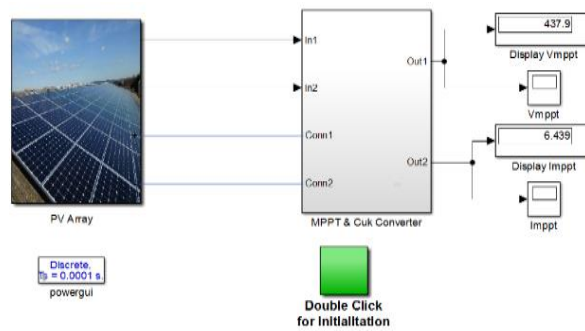 437.9
Display Vmppt
In1
Out1
In2
Vmppt
Conn1
6.439
Out2
Display Imppt
Conn2
PV Array
MPPT & Cuk Converter
Imppt
Discrete,
Ts = 0.0001 s.
powergui
Double Click
for Initialitation